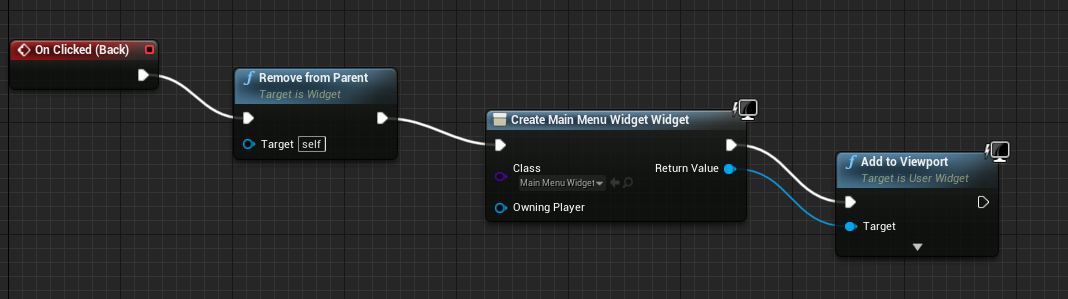 On Clicked (Back)
f Remove from Parent
Target is Widget
Target self
Create Main Menu Widget Widget
Class
Main Menu Widget
Return Value
Owning Player
f Add to Viewport
Target is User Widget
Target